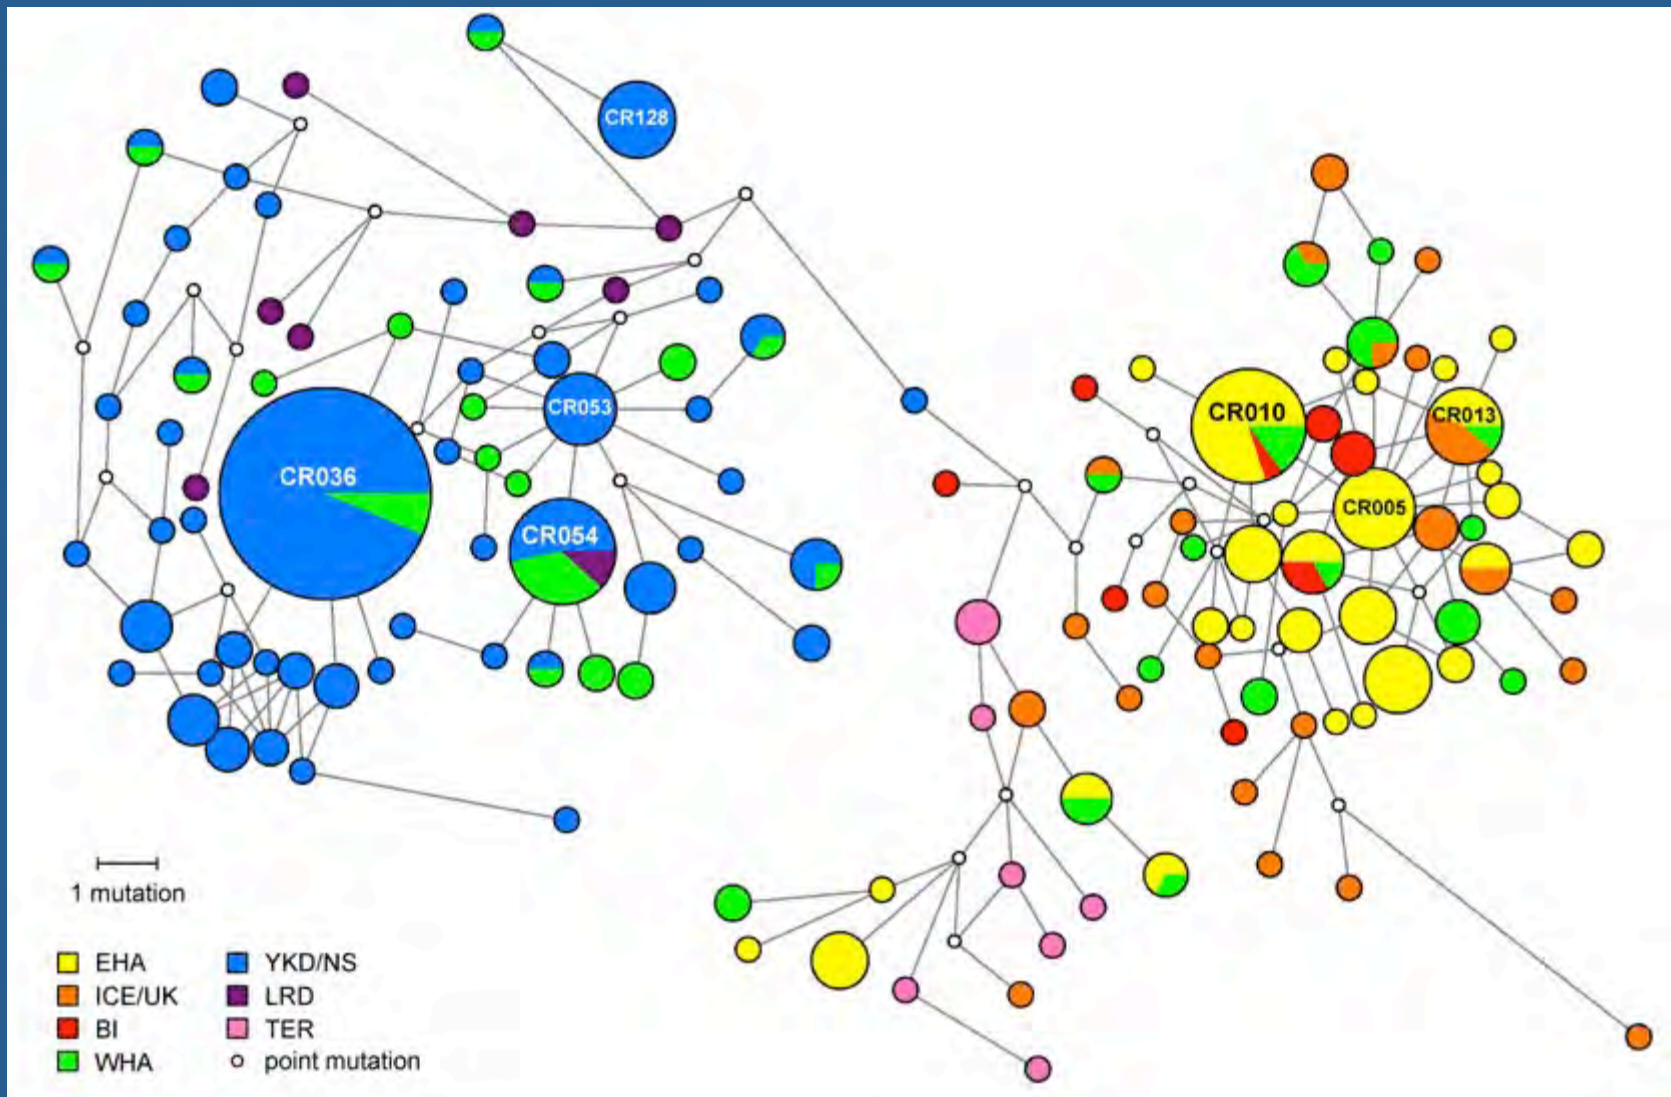 CR128
CR010
CR013
CR053
CR036
CR005
CR054
1 mutation
EHA
YKD/NS
ICE/UK
LRD
BI
TER
WHA
point mutation